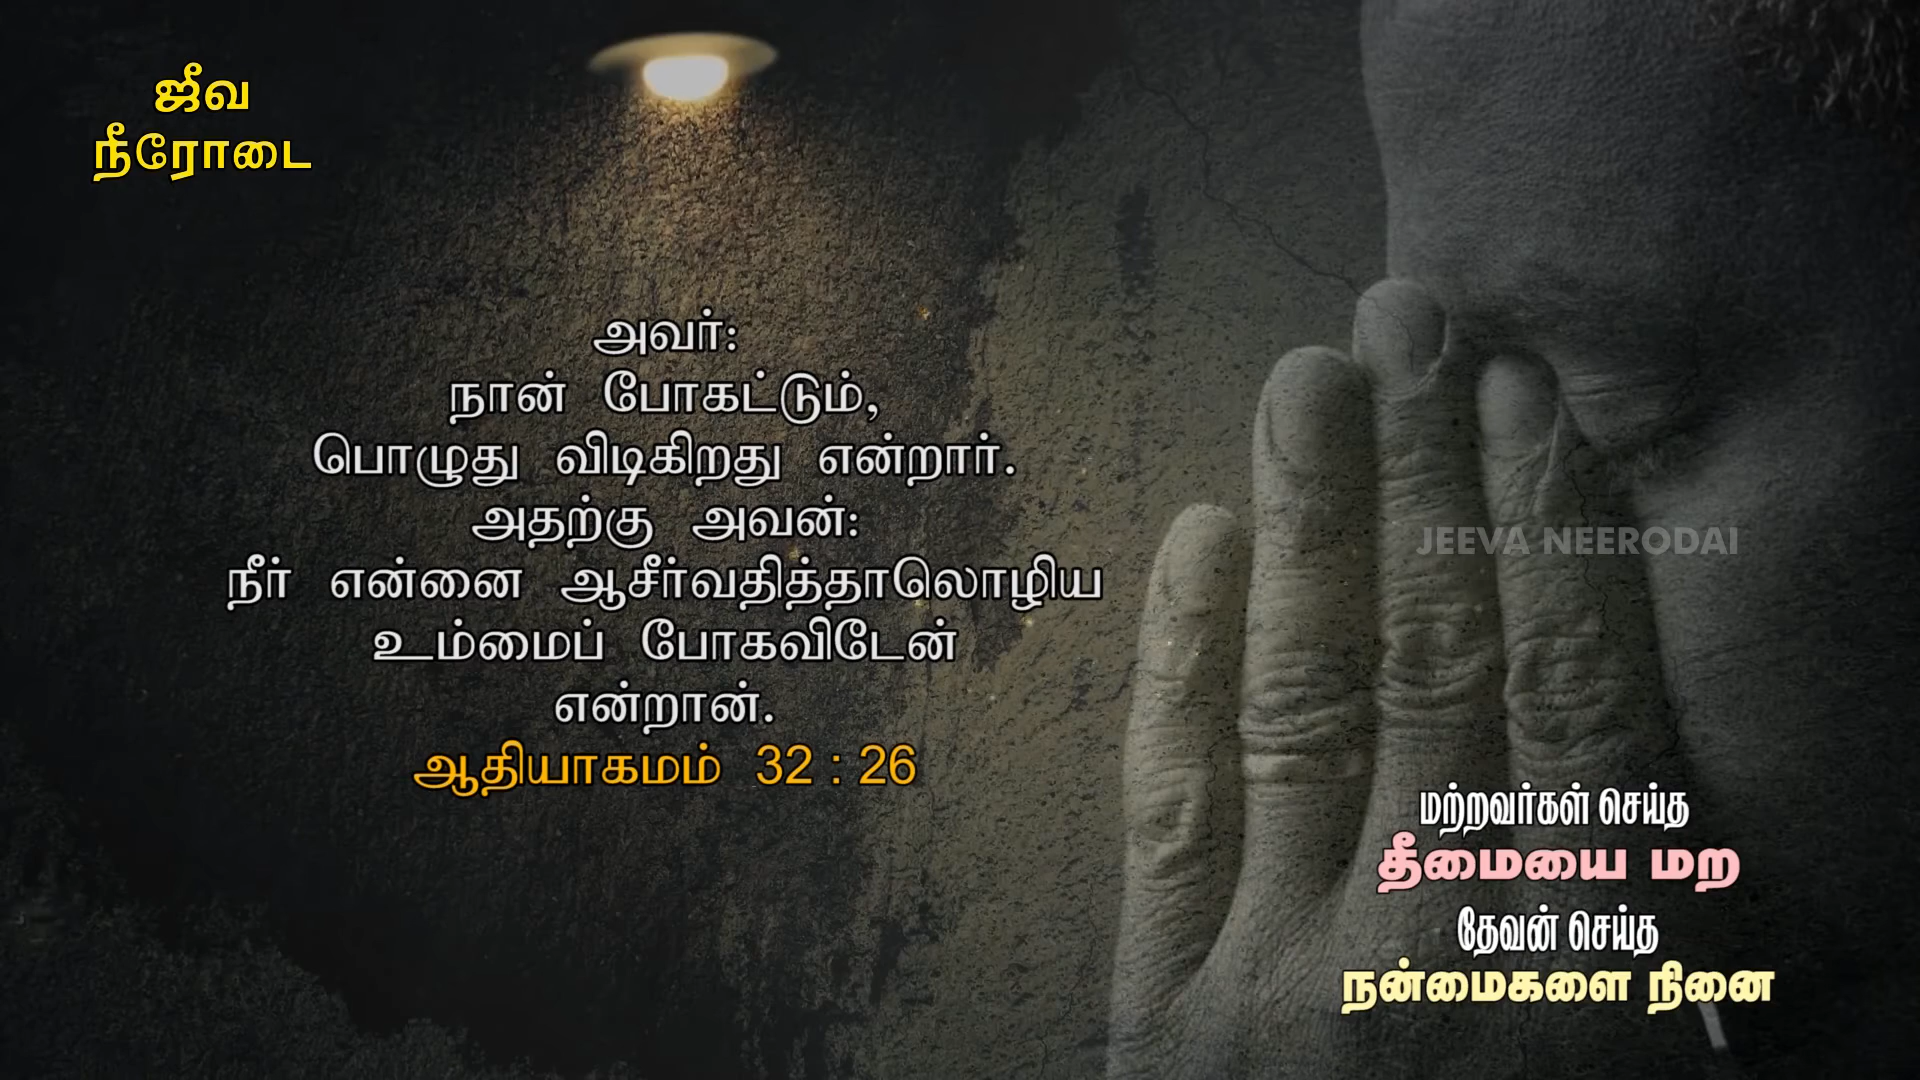 ஜீவ
நீரோடை
அவர்:
நான் போகட்டும்,
பொழுது விடிகிறது என்றார்.
அதற்கு அவன்:
நீர் என்னை ஆசீர்வதித்தாலொழிய
உம்மைப் போகவிடேன்
என்றான்.
ஆதியாகமம் 32 : 26
JEEVA NEERODAI
மற்றவர்கள் செய்த
தீமையை மற
தேவன் செய்த
நன்மைகளை நினை